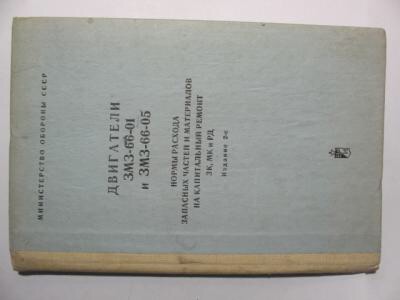 МИНИСТЕРСТВО ОБОРОНЫ СССР
ДВИГАТЕЛИ
ЗМЗ-66-01
и ЗМЗ-66-05
НОРМЫ РАСХОДА
ЗАПАСНЫХ ЧАСТЕЙ И МАТЕРИАЛОВ
НА КАПИТАЛЬНЫЙ РЕМОНТ
ЗК, МК и РД
Издание 2-е